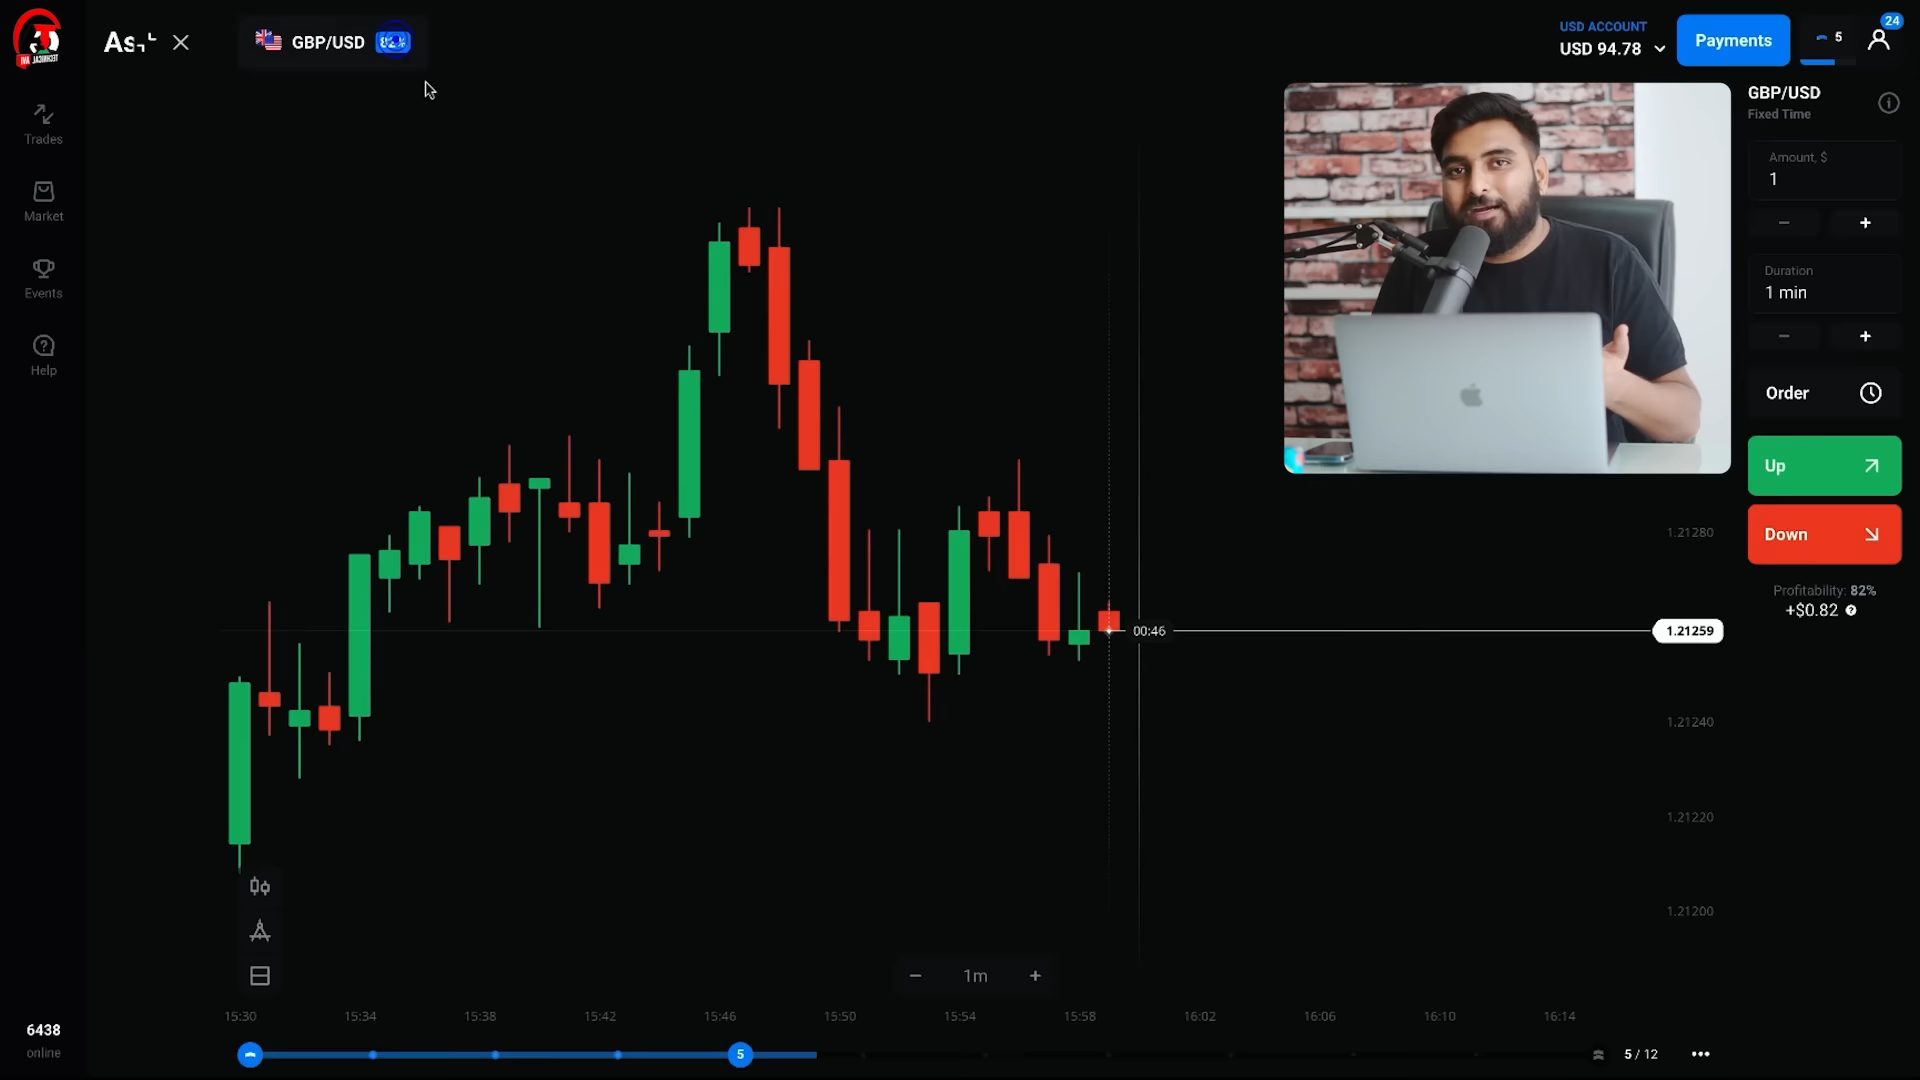 GBP/USD
USD ACCOUNT
USD 94.78
Payments
5
24
Trades
Market
Events
Help
GBP/USD
Fixed Time
Amount, $
1
Duration
1 min
Order
Up
Down
Profitability: 82%
+$0.82
1.21280
1.21259
1.21240
1.21220
1.21200
00:46
1m
15:30
15:34
15:38
15:42
15:46
15:50
15:54
15:58
16:02
16:06
16:10
16:14
6438
online
5
5 / 12